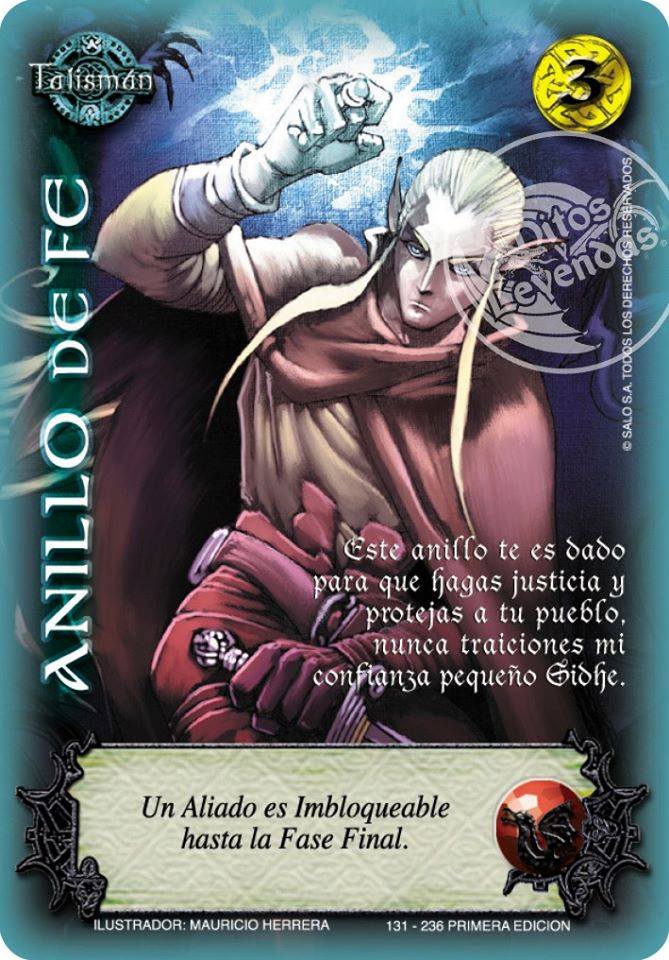 Talismán
3
ANILLO DE FE
Mitos
y
Leyendas
© SALO S.A. TODOS LOS DERECHOS RESERVADOS
Este anillo te es dado
para que hagas justicia y
protejas a tu pueblo,
nunca traiciones mi
confianza pequeño Sidhe.
Un Aliado es Imbloqueable
hasta la Fase Final.
ILUSTRADOR: MAURICIO HERRERA
131 - 236 PRIMERA EDICION